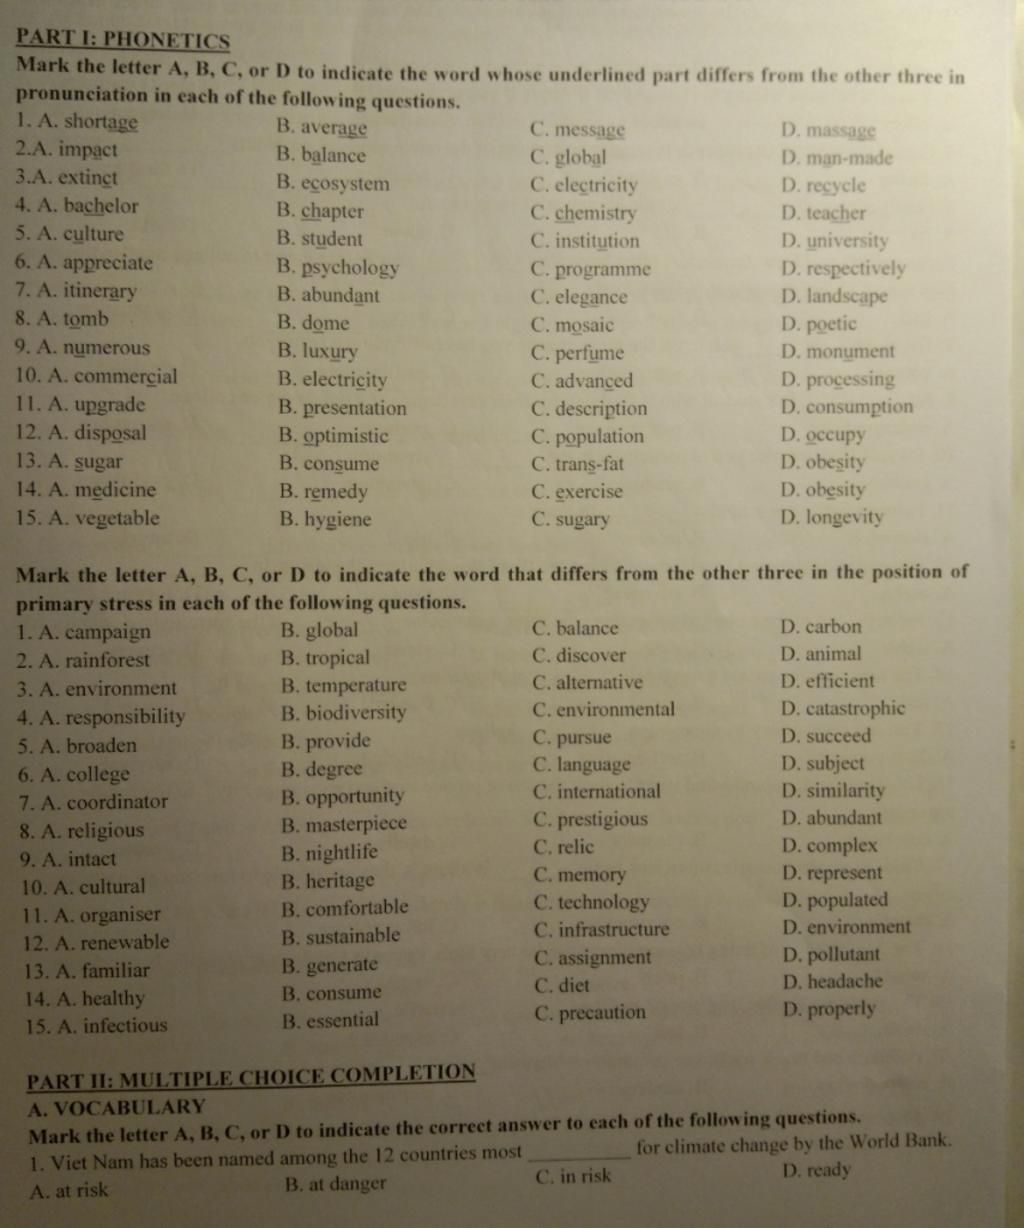 PART I: PHONETICS
Mark the letter A, B, C, or D to indicate the word whose underlined part differs from the other three in
pronunciation in each of the following questions.
1. A. shortage B. average C. message D. massage
2.A. impact B. balance C. global D. man-made
3.A. extinct B. ecosystem C. electricity D. recycle
4. A. bachelor B. chapter C. chemistry D. teacher
5. A. culture B. student C. institution D. university
6. A. appreciate B. psychology C. programme D. respectively
7. A. itinerary B. abundant C. elegance D. landscape
8. A. tomb B. dome C. mosaic D. poetic
9. A. numerous B. luxury C. perfume D. monument
10. A. commercial B. electricity C. advanced D. processing
11. A. upgrade B. presentation C. description D. consumption
12. A. disposal B. optimistic C. population D. occupy
13. A. sugar B. consume C. trans-fat D. obesity
14. A. medicine B. remedy C. exercise D. obesity
15. A. vegetable B. hygiene C. sugary D. longevity
Mark the letter A, B, C, or D to indicate the word that differs from the other three in the position of
primary stress in each of the following questions.
1. A. campaign B. global C. balance D. carbon
2. A. rainforest B. tropical C. discover D. animal
3. A. environment B. temperature C. alternative D. efficient
4. A. responsibility B. biodiversity C. environmental D. catastrophic
5. A. broaden B. provide C. pursue D. succeed
6. A. college B. degree C. language D. subject
7. A. coordinator B. opportunity C. international D. similarity
8. A. religious B. masterpiece C. prestigious D. abundant
9. A. intact B. nightlife C. relic D. complex
10. A. cultural B. heritage C. memory D. represent
11. A. organiser B. comfortable C. technology D. populated
12. A. renewable B. sustainable C. infrastructure D. environment
13. A. familiar B. generate C. assignment D. pollutant
14. A. healthy B. consume C. diet D. headache
15. A. infectious B. essential C. precaution D. properly
PART II: MULTIPLE CHOICE COMPLETION
A. VOCABULARY
Mark the letter A, B, C, or D to indicate the correct answer to each of the following questions.
1. Viet Nam has been named among the 12 countries most __________ for climate change by the World Bank.
A. at risk B. at danger C. in risk D. ready